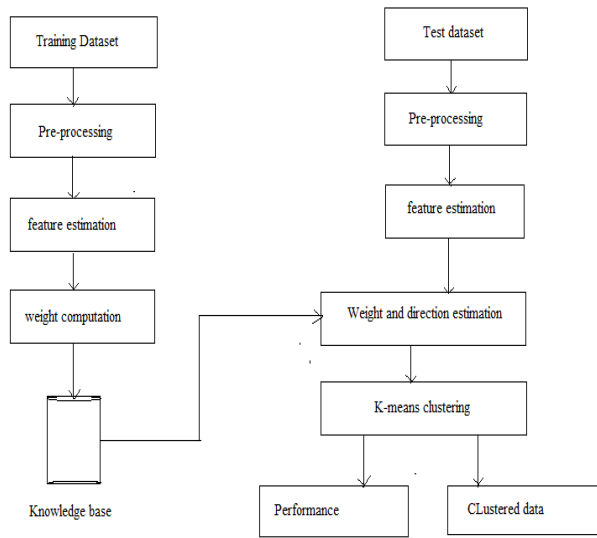 Training Dataset
Pre-processing
feature estimation
weight computation
Knowledge base
Test dataset
Pre-processing
feature estimation
Weight and direction estimation
K-means clustering
Performance
CLustered data